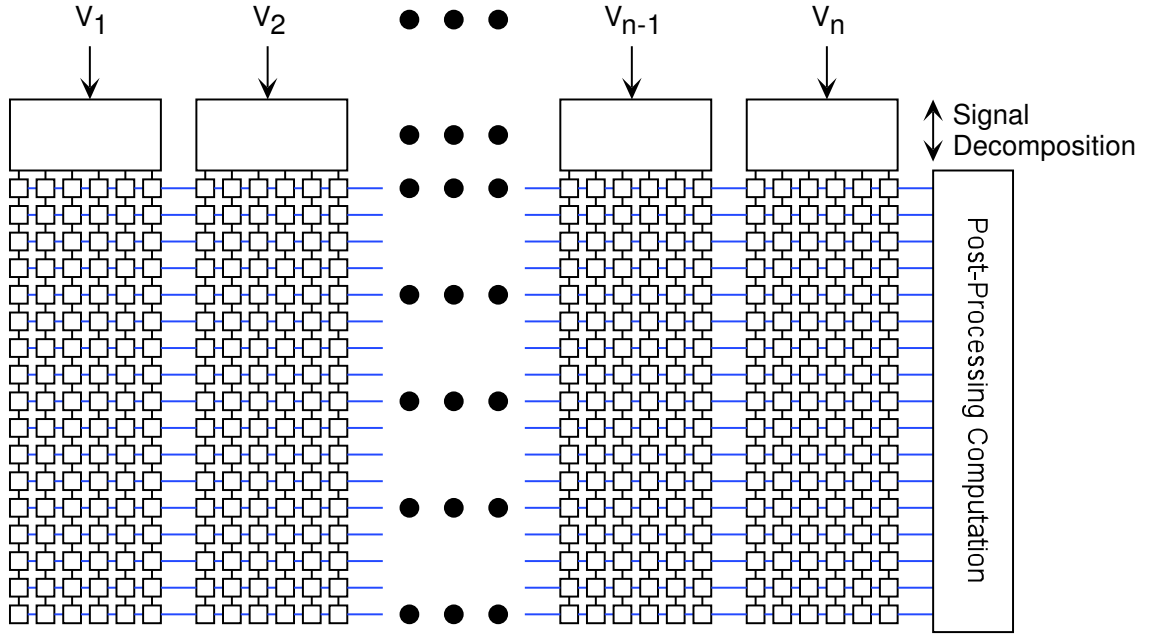 V1
V2
Vn-1
Vn
Signal
Decomposition
Post-Processing Computation